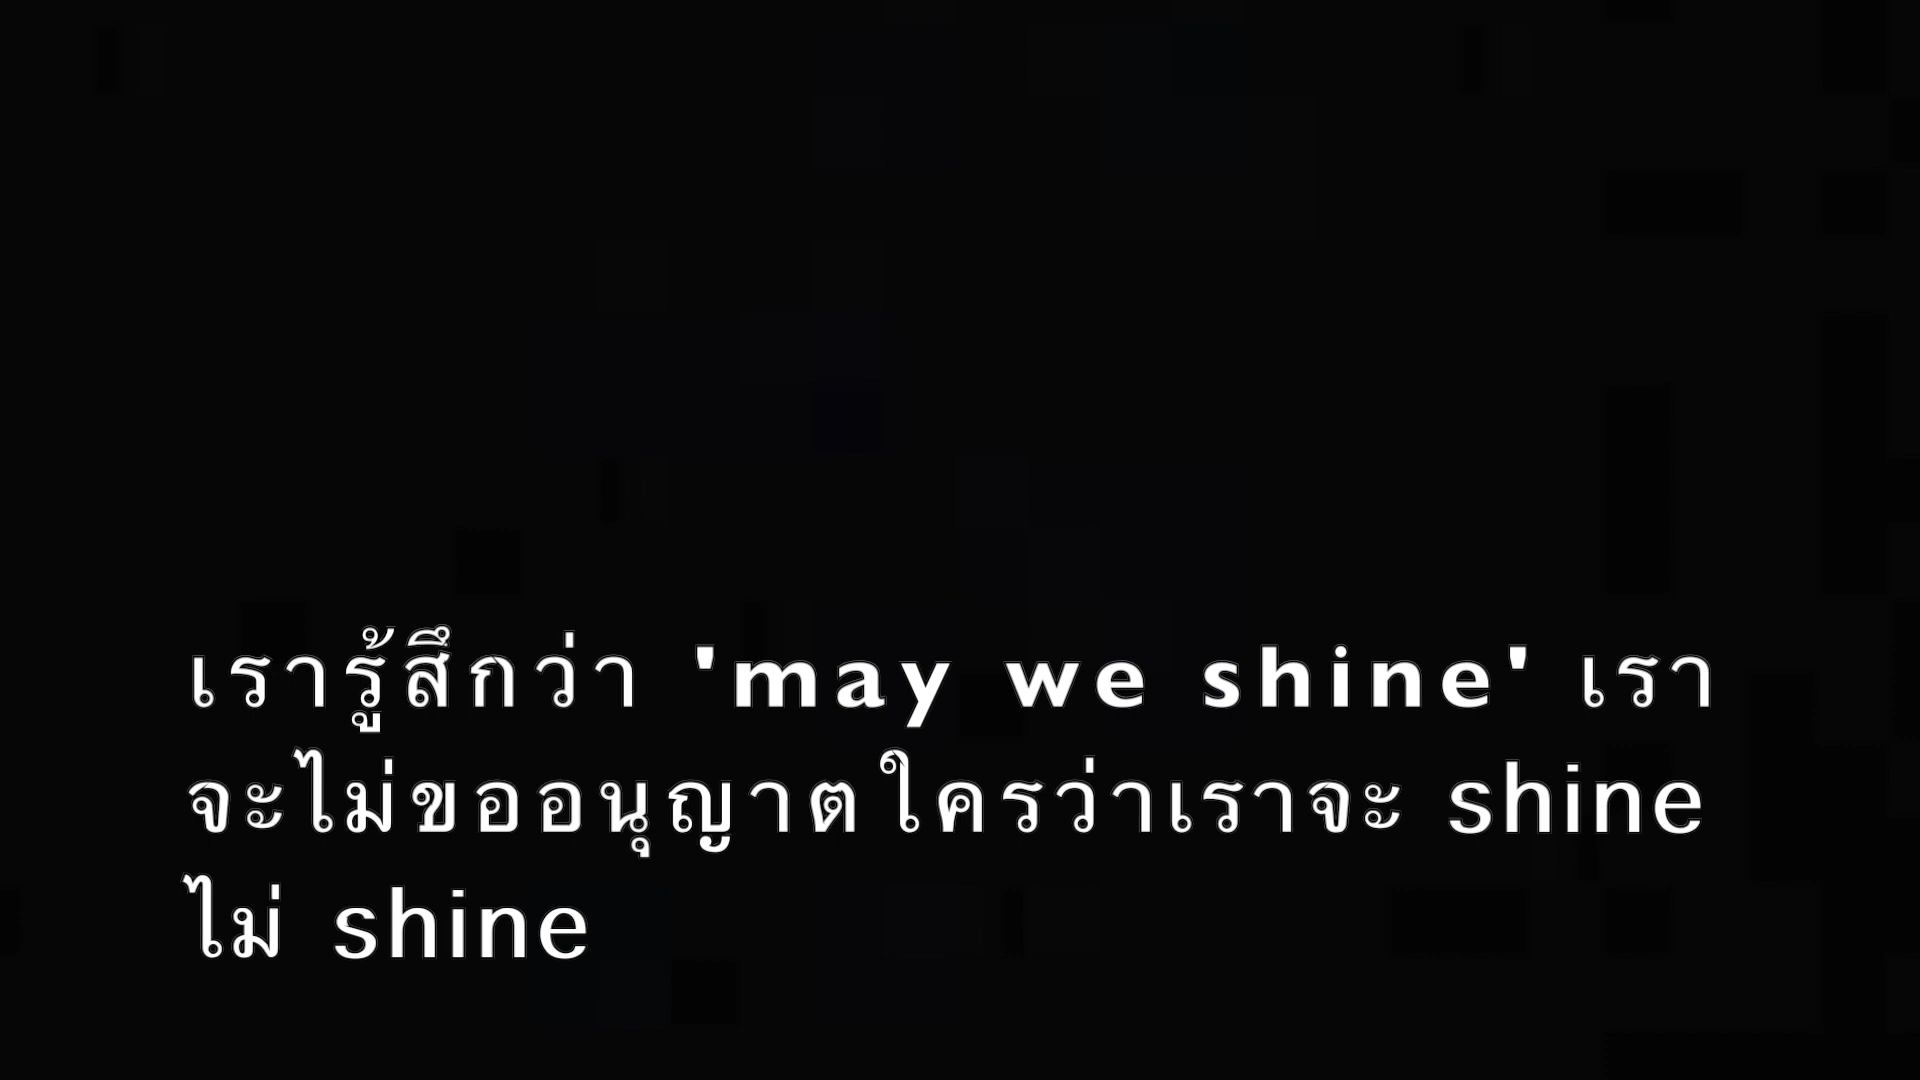 เรารู้สึกว่า 'may we shine' เรา
จะไม่ขออนุญาตใครว่าเราจะ shine
ไม่ shine